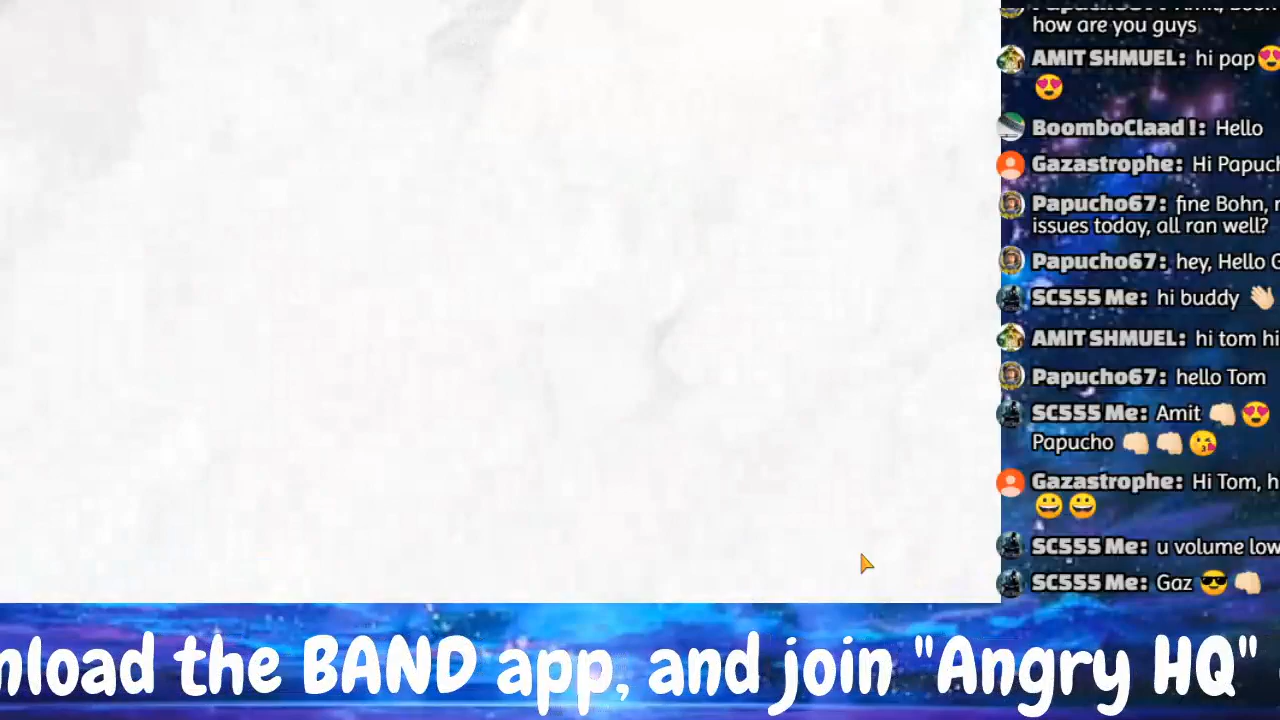 how are you guys
AMIT SHMUEL: hi pap😍
😍
BoomboClaad !: Hello
Gazastrophe: Hi
Papucho67: fine Bohn,
issues today, all ran well?
Papucho67: hey, Hello
SC555 Me: hi buddy 👋🏻
AMIT SHMUEL: hi tom hi
Papucho67: hello Tom
SC555 Me: Amit 👊🏻😍
Papucho 👊🏻👊🏻😘
Gazastrophe: Hi Tom,
😀😀
SC555 Me: u volume low
SC555 Me: Gaz 😎👊🏻
the BAND app, and join "Angry HQ"